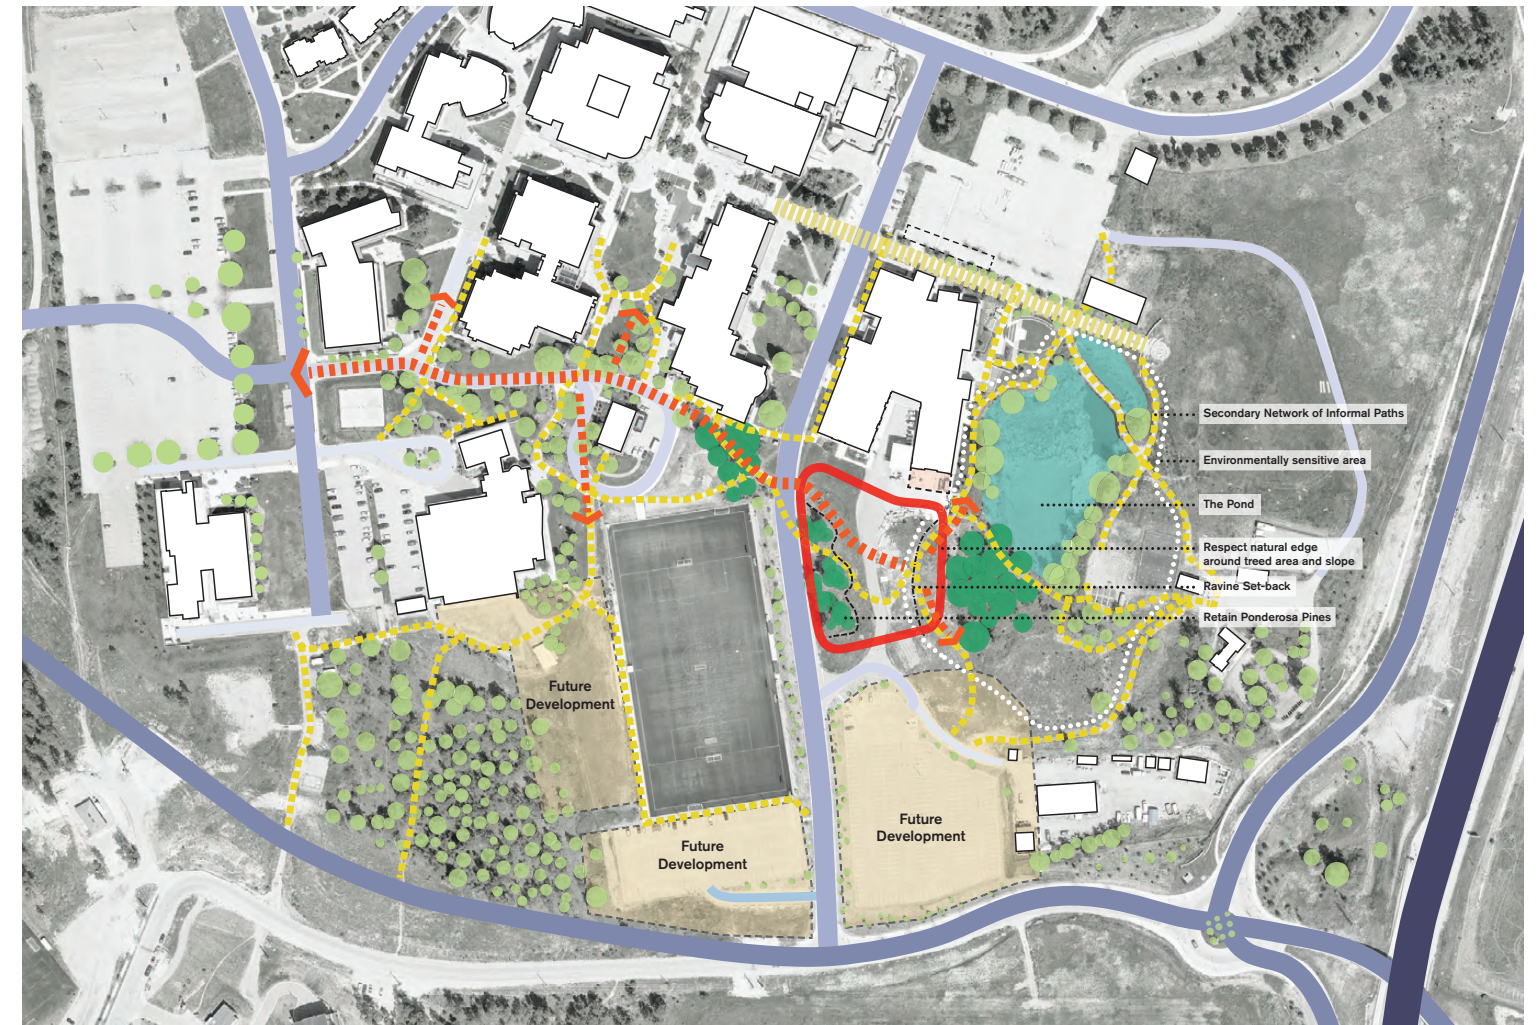 Secondary Network of Informal Paths
Environmentally sensitive area
The Pond
Respect natural edge
around treed area and slope
Ravine Set-back
Retain Ponderosa Pines
Future
Development
Future
Development
Future
Development